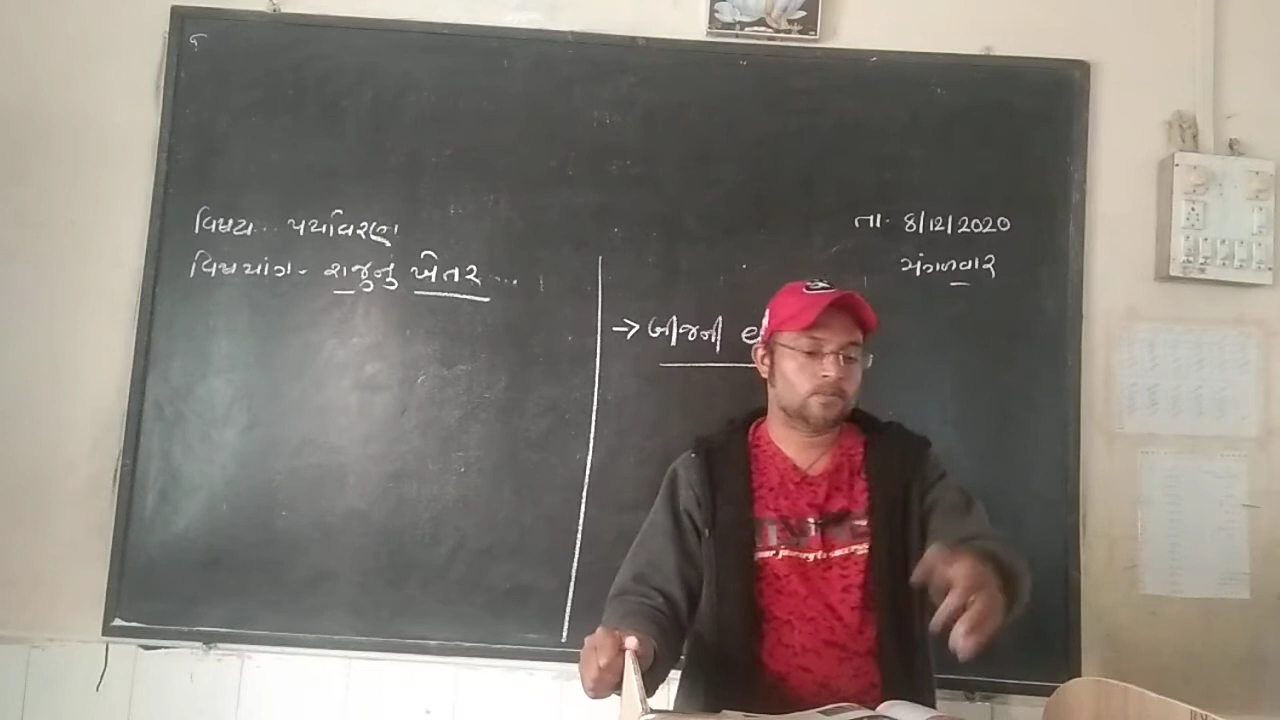 વિષય.. પર્યાવરણ
વિષયાંગ - રાજુનું ખેતર ...
તા. 8/12/2020
મંગળવાર
→ બીજની